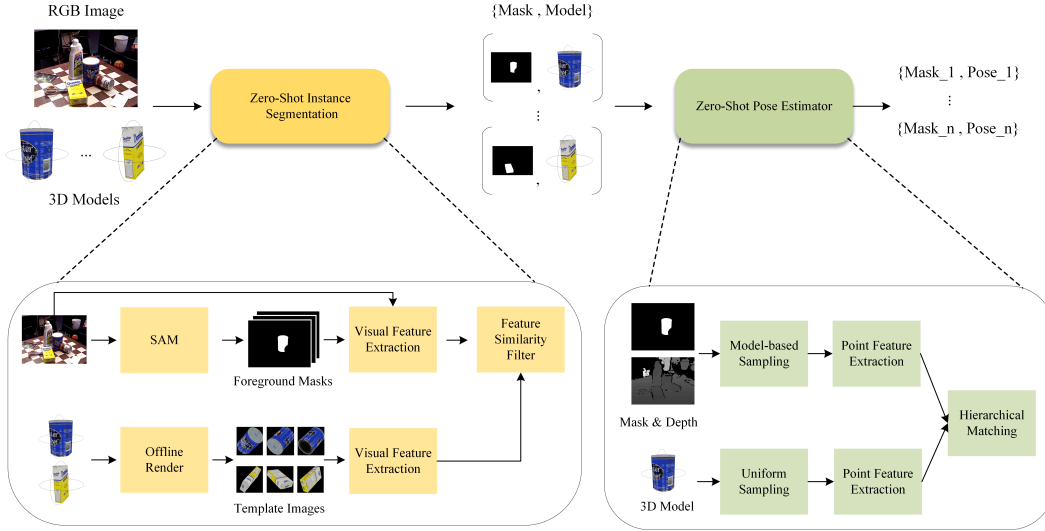 RGB Image
{Mask , Model}
Zero-Shot Instance
Segmentation
,
⋮
,
Zero-Shot Pose Estimator
{Mask_1 , Pose_1}
⋮
{Mask_n , Pose_n}
...
3D Models
SAM
Foreground Masks
Visual Feature
Extraction
Feature
Similarity
Filter
Offline
Render
Template Images
Visual Feature
Extraction
Mask & Depth
Model-based
Sampling
Point Feature
Extraction
Hierarchical
Matching
3D Model
Uniform
Sampling
Point Feature
Extraction